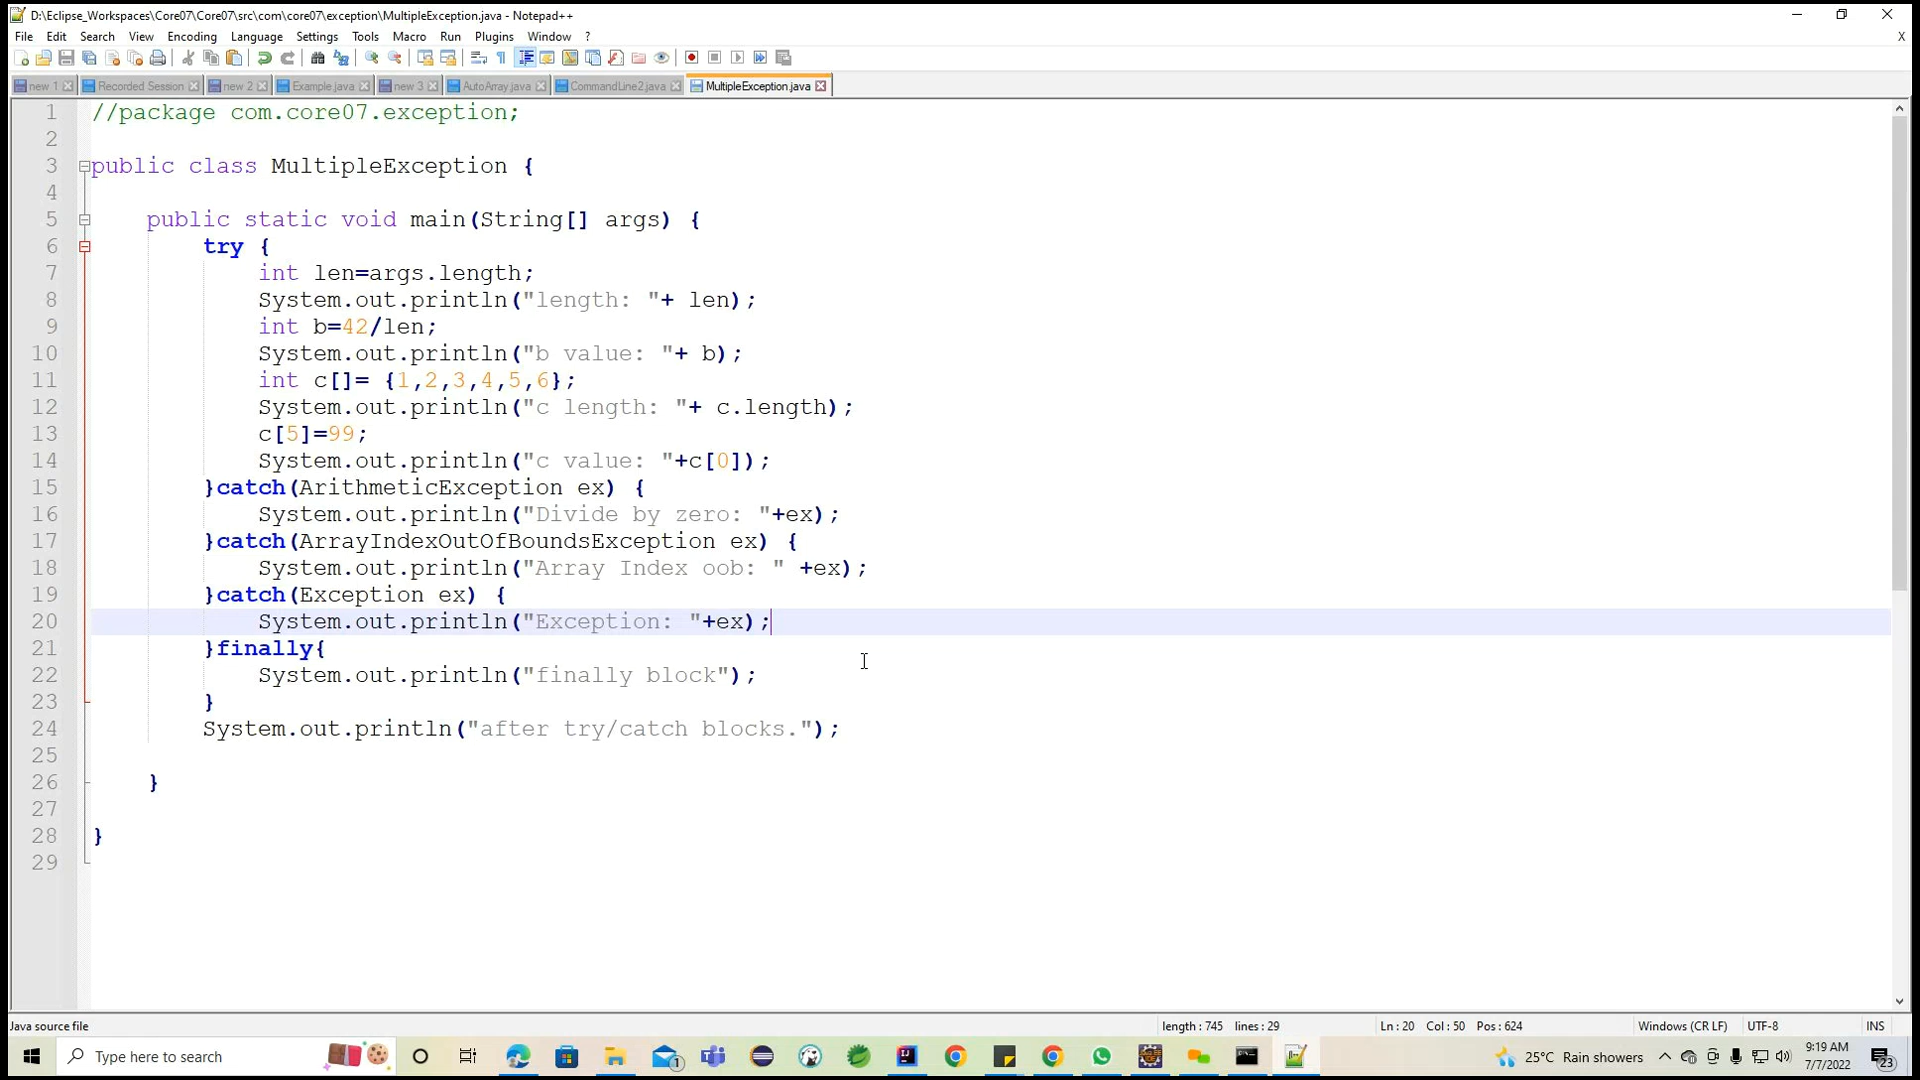 D:\Eclipse_Workspaces\Core07\Core07\src\com\core07\exception\MultipleException.java - Notepad++
File Edit Search View Encoding Language Settings Tools Macro Run Plugins Window ? X
new 1 Recorded Session new 2 Example.java new 3 AutoArray.java CommandLine2.java MultipleException.java
1 //package com.core07.exception;
2
3 public class MultipleException {
4
5 public static void main(String[] args) {
6 try {
7 int len=args.length;
8 System.out.println("length: "+ len);
9 int b=42/len;
10 System.out.println("b value: "+ b);
11 int c[]= {1,2,3,4,5,6};
12 System.out.println("c length: "+ c.length);
13 c[5]=99;
14 System.out.println("c value: "+c[0]);
15 }catch(ArithmeticException ex) {
16 System.out.println("Divide by zero: "+ex);
17 }catch(ArrayIndexOutOfBoundsException ex) {
18 System.out.println("Array Index oob: " +ex);
19 }catch(Exception ex) {
20 System.out.println("Exception: "+ex);
21 }finally{
22 System.out.println("finally block");
23 }
24 System.out.println("after try/catch blocks.");
25
26 }
27
28 }
29
Java source file length : 745 lines : 29 Ln : 20 Col : 50 Pos : 624 Windows (CR LF) UTF-8 INS
Type here to search 1 25°C Rain showers 9:19 AM
7/7/2022 23